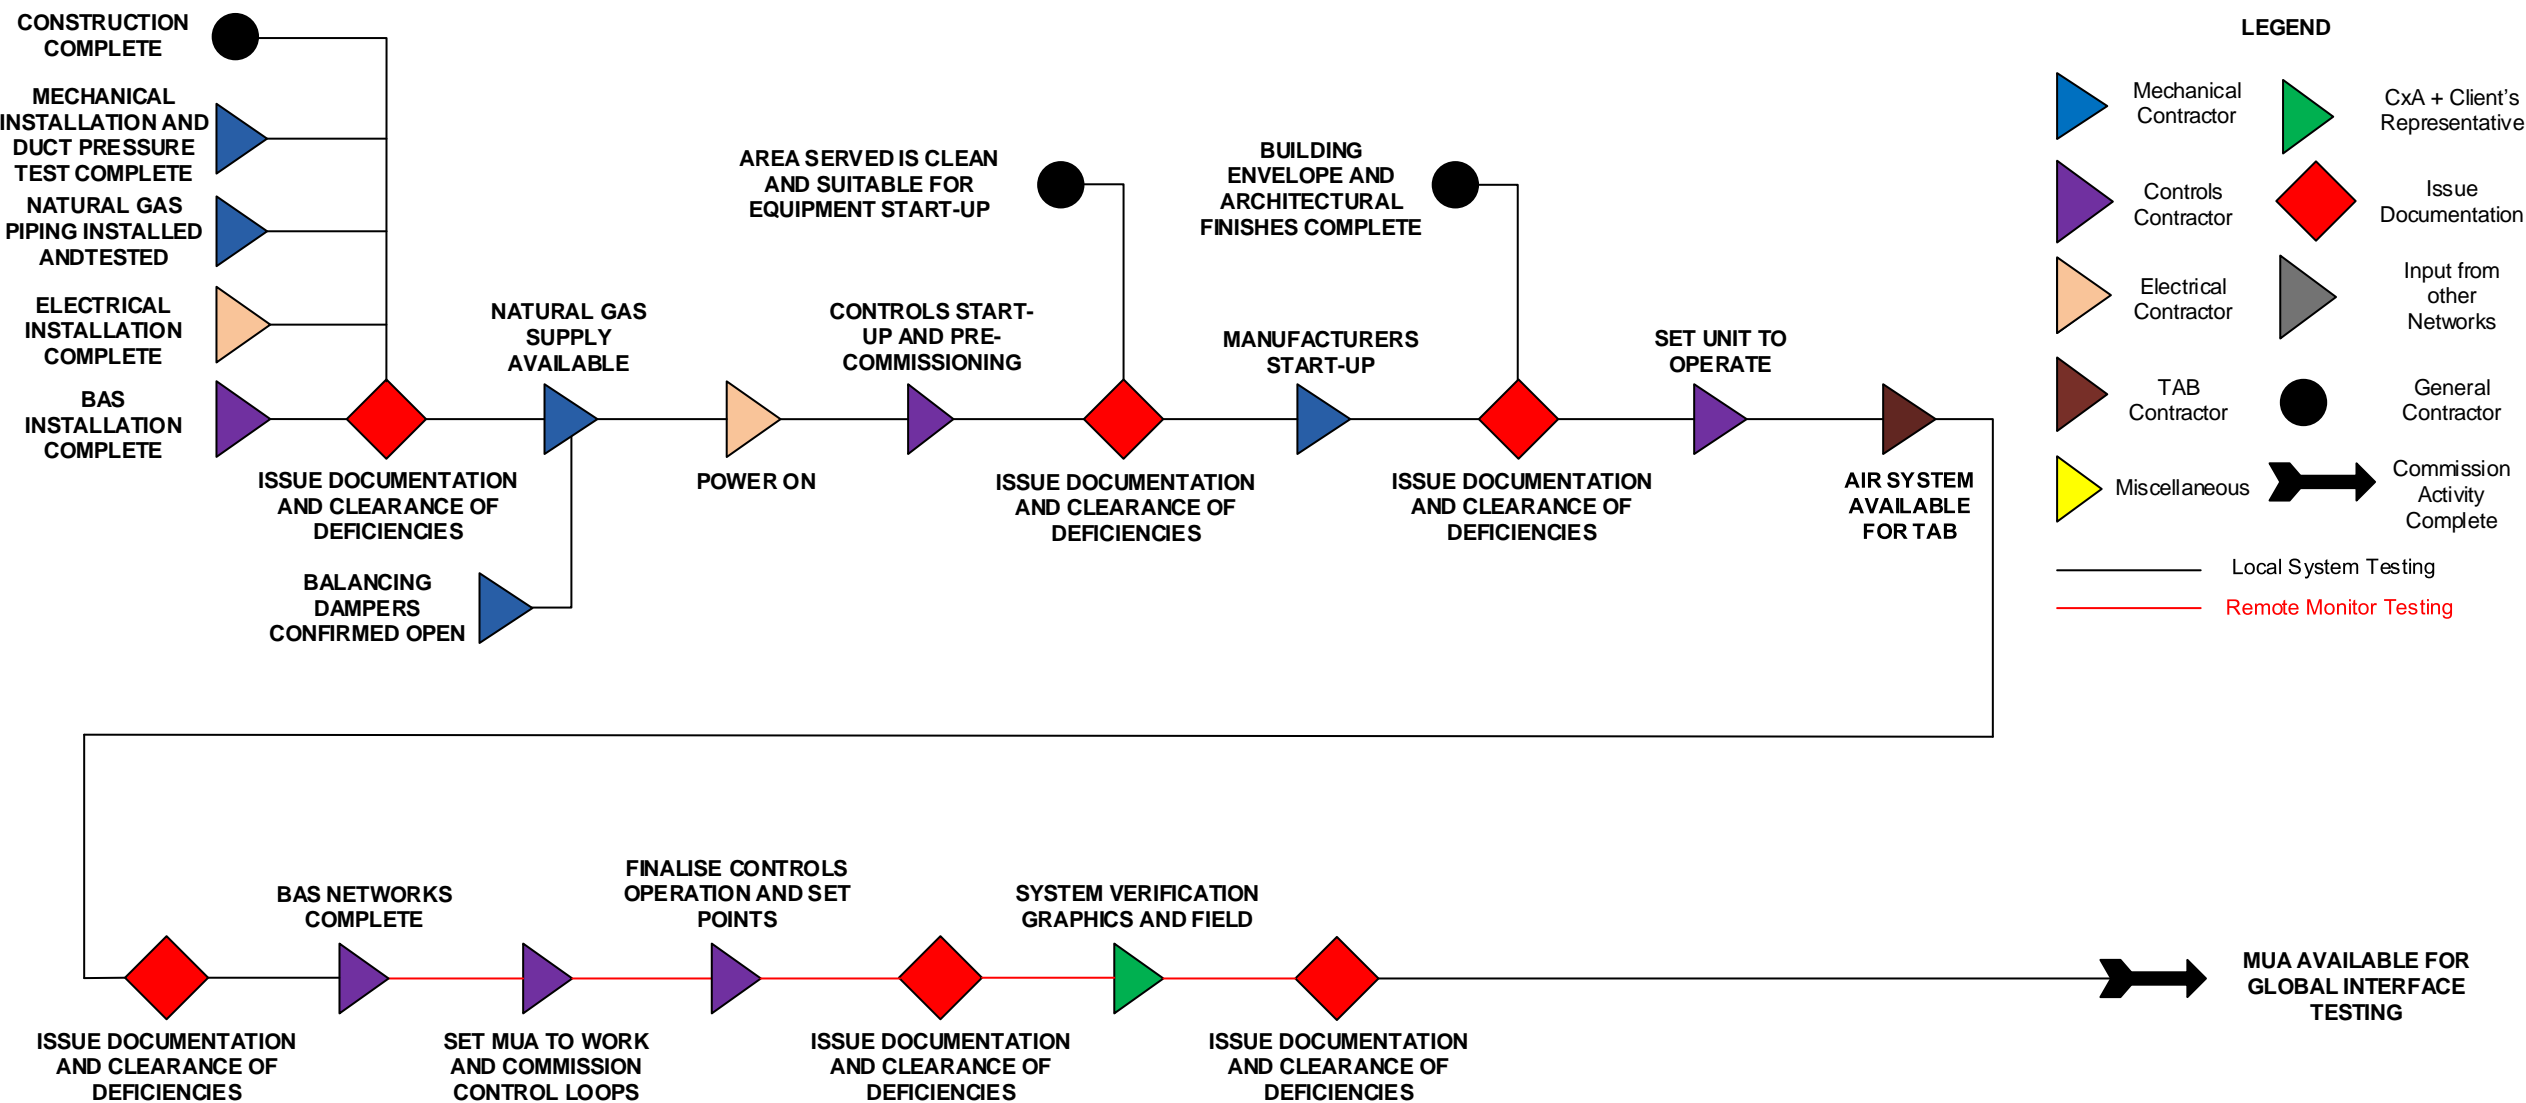 CONSTRUCTION
COMPLETE
MECHANICAL
INSTALLATION AND
DUCT PRESSURE
TEST COMPLETE
NATURAL GAS
PIPING INSTALLED
ANDTESTED
ELECTRICAL
INSTALLATION
COMPLETE
BAS
INSTALLATION
COMPLETE
ISSUE DOCUMENTATION
AND CLEARANCE OF
DEFICIENCIES
NATURAL GAS
SUPPLY
AVAILABLE
BALANCING
DAMPERS
CONFIRMED OPEN
POWER ON
CONTROLS START-
UP AND PRE-
COMMISSIONING
AREA SERVED IS CLEAN
AND SUITABLE FOR
EQUIPMENT START-UP
ISSUE DOCUMENTATION
AND CLEARANCE OF
DEFICIENCIES
MANUFACTURERS
START-UP
BUILDING
ENVELOPE AND
ARCHITECTURAL
FINISHES COMPLETE
ISSUE DOCUMENTATION
AND CLEARANCE OF
DEFICIENCIES
SET UNIT TO
OPERATE
AIR SYSTEM
AVAILABLE
FOR TAB
LEGEND
Mechanical
Contractor
CxA + Client's
Representative
Controls
Contractor
Issue
Documentation
Electrical
Contractor
Input from
other
Networks
TAB
Contractor
General
Contractor
Miscellaneous
Commission
Activity
Complete
Local System Testing
Remote Monitor Testing
ISSUE DOCUMENTATION
AND CLEARANCE OF
DEFICIENCIES
BAS NETWORKS
COMPLETE
SET MUA TO WORK
AND COMMISSION
CONTROL LOOPS
FINALISE CONTROLS
OPERATION AND SET
POINTS
ISSUE DOCUMENTATION
AND CLEARANCE OF
DEFICIENCIES
SYSTEM VERIFICATION
GRAPHICS AND FIELD
ISSUE DOCUMENTATION
AND CLEARANCE OF
DEFICIENCIES
MUA AVAILABLE FOR
GLOBAL INTERFACE
TESTING